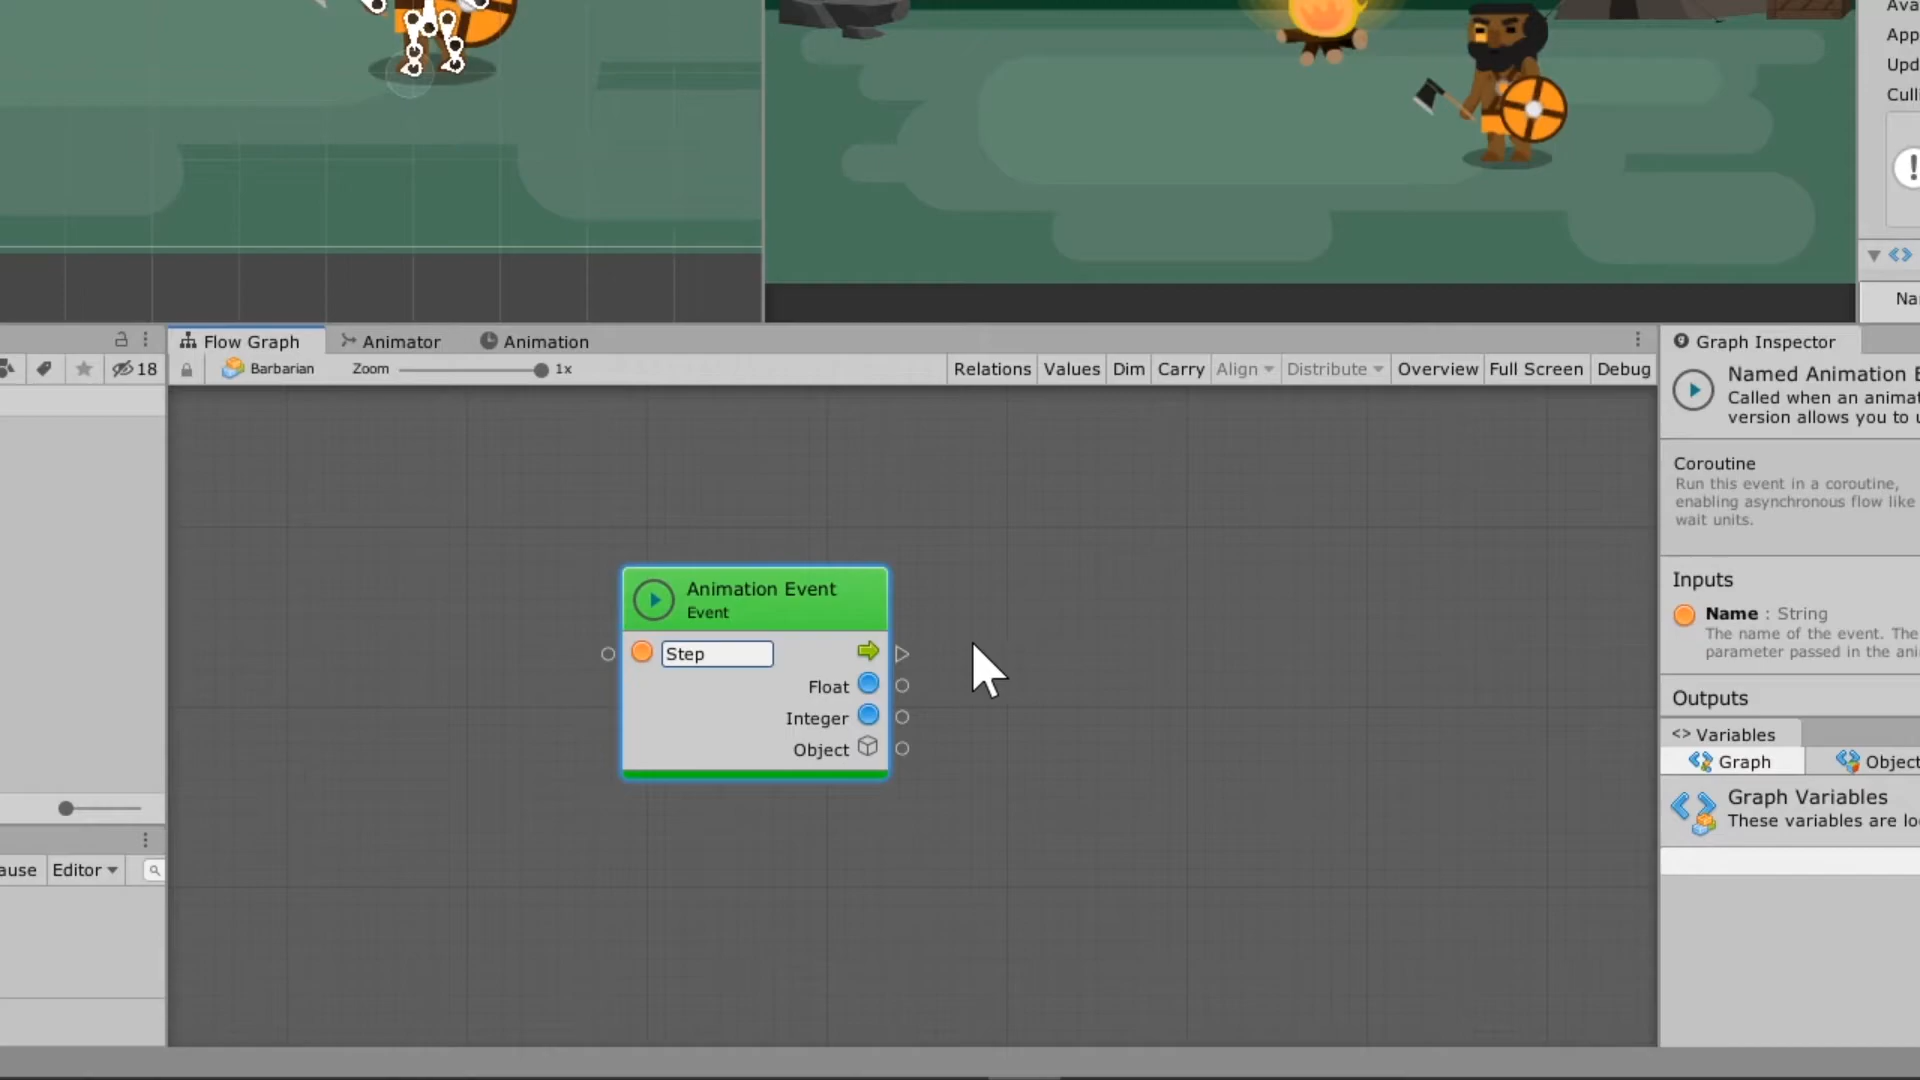 Ava
App
Upd
Culli
Na
18
Flow Graph
Animator
Animation
Barbarian
Zoom
1x
Relations
Values
Dim
Carry
Align
Distribute
Overview
Full Screen
Debug
Graph Inspector
Named Animation E
Called when an animat
version allows you to u
Coroutine
Run this event in a coroutine,
enabling asynchronous flow like
wait units.
Inputs
Name : String
The name of the event. The
parameter passed in the ani
Outputs
<> Variables
Graph
Object
Graph Variables
These variables are lo
Animation Event
Event
Step
Float
Integer
Object
ause
Editor